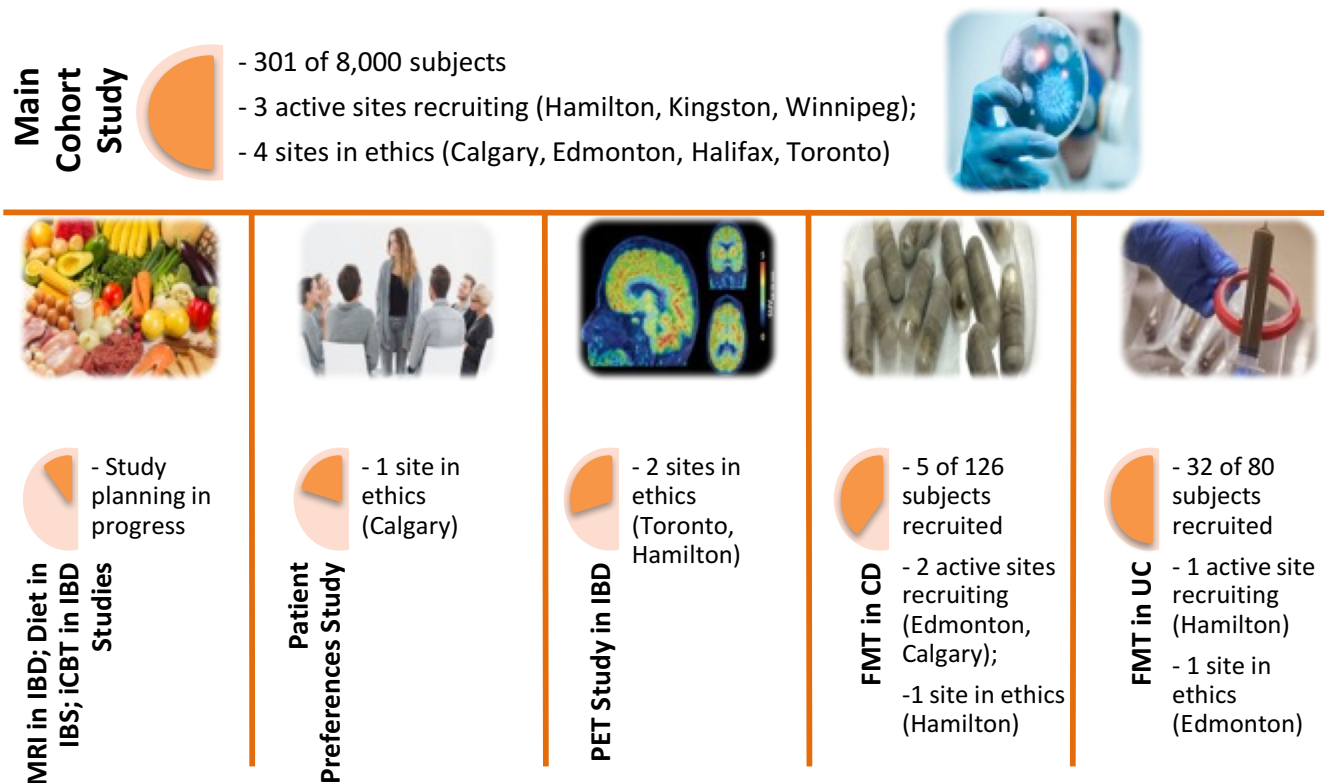 Main
Cohort
Study
- 301 of 8,000 subjects
- 3 active sites recruiting (Hamilton, Kingston, Winnipeg);
- 4 sites in ethics (Calgary, Edmonton, Halifax, Toronto)
MRI in IBD; Diet in
IBS; iCBT in IBD
Studies
- Study
planning in
progress
Patient
Preferences Study
- 1 site in
ethics
(Calgary)
PET Study in IBD
- 2 sites in
ethics
(Toronto,
Hamilton)
FMT in CD
- 5 of 126
subjects
recruited
- 2 active sites
recruiting
(Edmonton,
Calgary);
-1 site in ethics
(Hamilton)
FMT in UC
- 32 of 80
subjects
recruited
- 1 active site
recruiting
(Hamilton)
- 1 site in
ethics
(Edmonton)